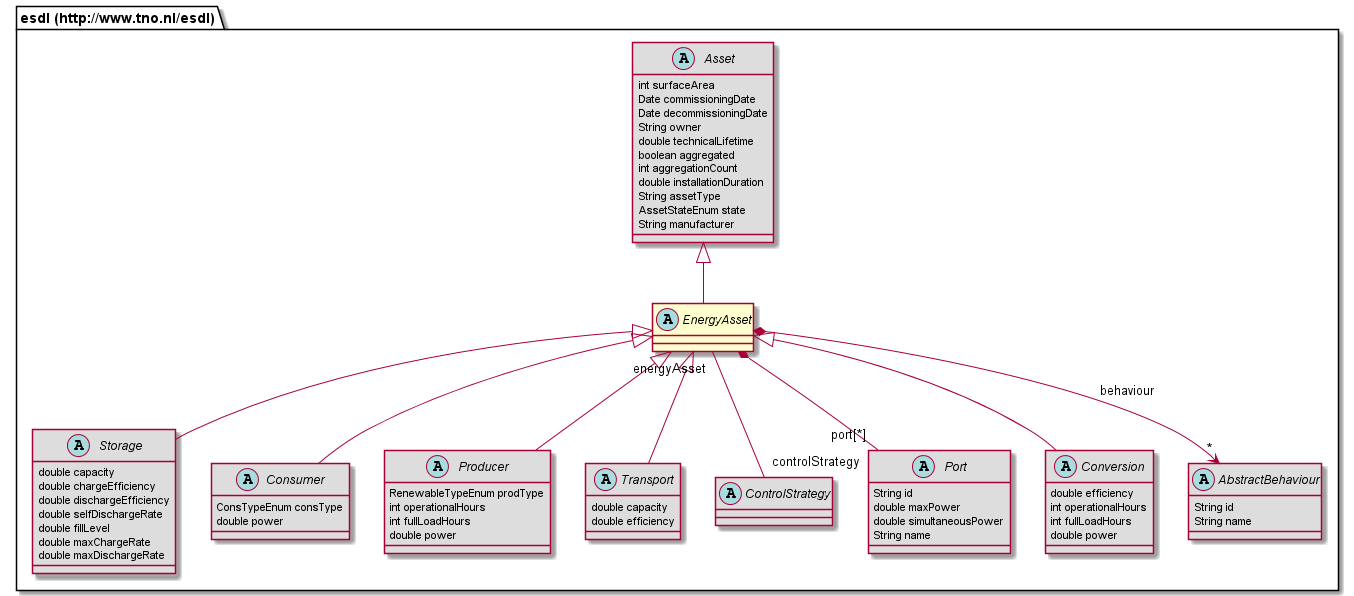 esdl (http://www.tno.nl/esdl)
A Asset
int surfaceArea
Date commissioningDate
Date decommissioningDate
String owner
double technicalLifetime
boolean aggregated
int aggregationCount
double installationDuration
String assetType
AssetStateEnum state
String manufacturer
A EnergyAsset
energyAsset
behaviour
port[*]
controlStrategy
*
A Storage
double capacity
double chargeEfficiency
double dischargeEfficiency
double selfDischargeRate
double fillLevel
double maxChargeRate
double maxDischargeRate
A Consumer
ConsTypeEnum consType
double power
A Producer
RenewableTypeEnum prodType
int operationalHours
int fullLoadHours
double power
A Transport
double capacity
double efficiency
A ControlStrategy
A Port
String id
double maxPower
double simultaneousPower
String name
A Conversion
double efficiency
int operationalHours
int fullLoadHours
double power
A AbstractBehaviour
String id
String name